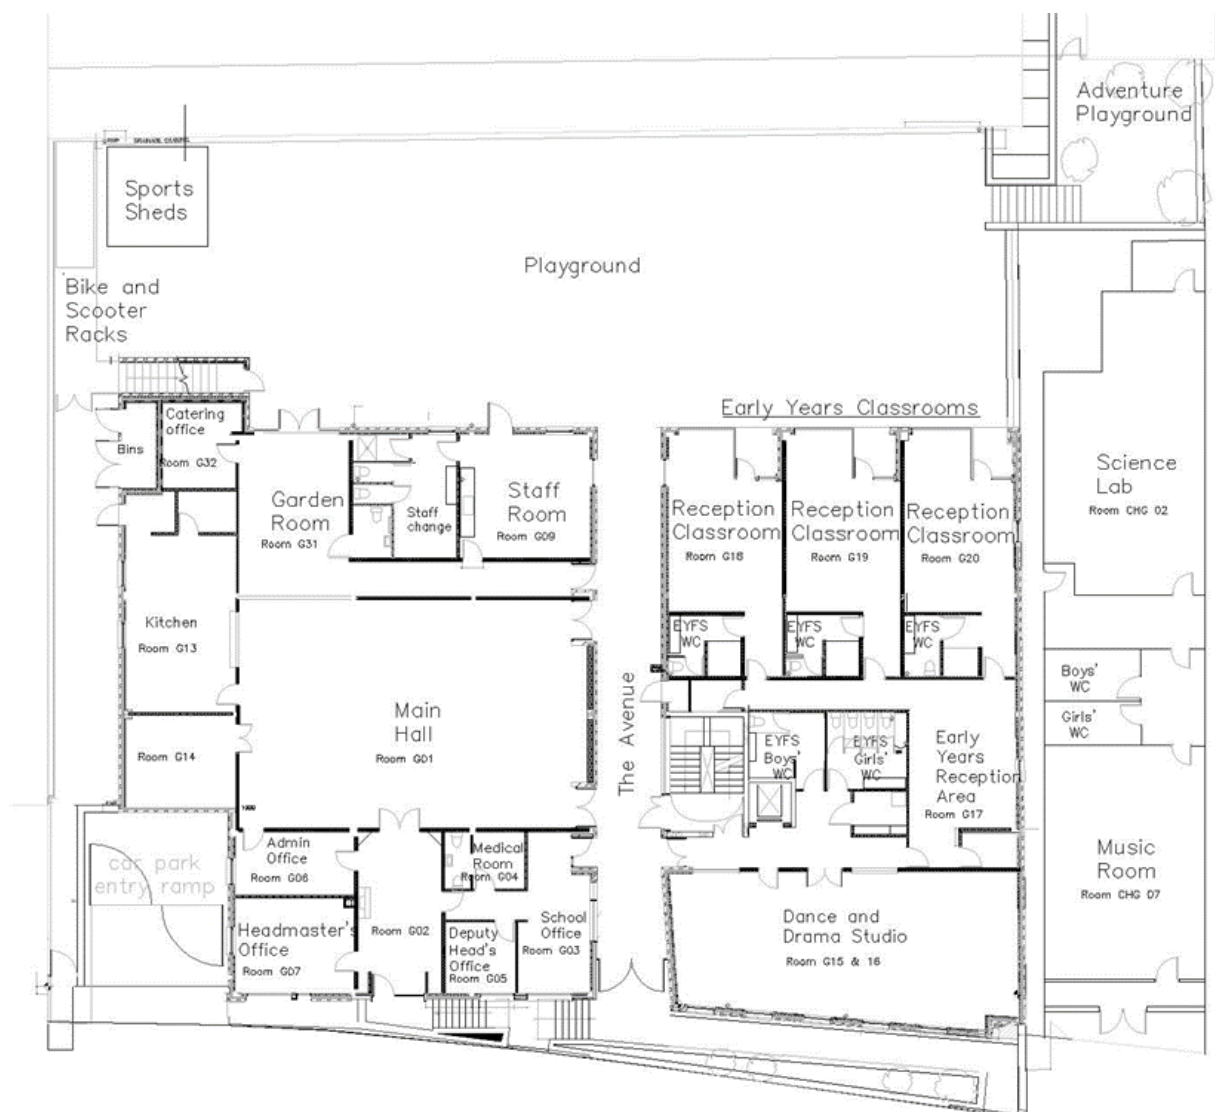 Adventure
Playground
Sports
Sheds
Playground
Bike and
Scooter
Racks
Early Years Classrooms
Catering
office
Room G32
Bins
Garden
Room
Room G31
Staff
change
Staff
Room
Room G09
Reception
Classroom
Room G18
Reception
Classroom
Room G19
Reception
Classroom
Room G20
Science
Lab
Room CHG 02
Kitchen
Room G13
EYFS
WC
EYFS
WC
EYFS
WC
Boys'
WC
Girls'
WC
Main
Hall
Room G01
The Avenue
Room G14
EYFS
Boys'
WC
EYFS
Girls'
WC
Early
Years
Reception
Area
Room G17
car park
entry ramp
Admin
Office
Room G06
Medical
Room
Room G04
Music
Room
Room CHG 07
Headmaster's
Office
Room G07
Room G02
Deputy
Head's
Office
Room G05
School
Office
Room G03
Dance and
Drama Studio
Room G15 & 16